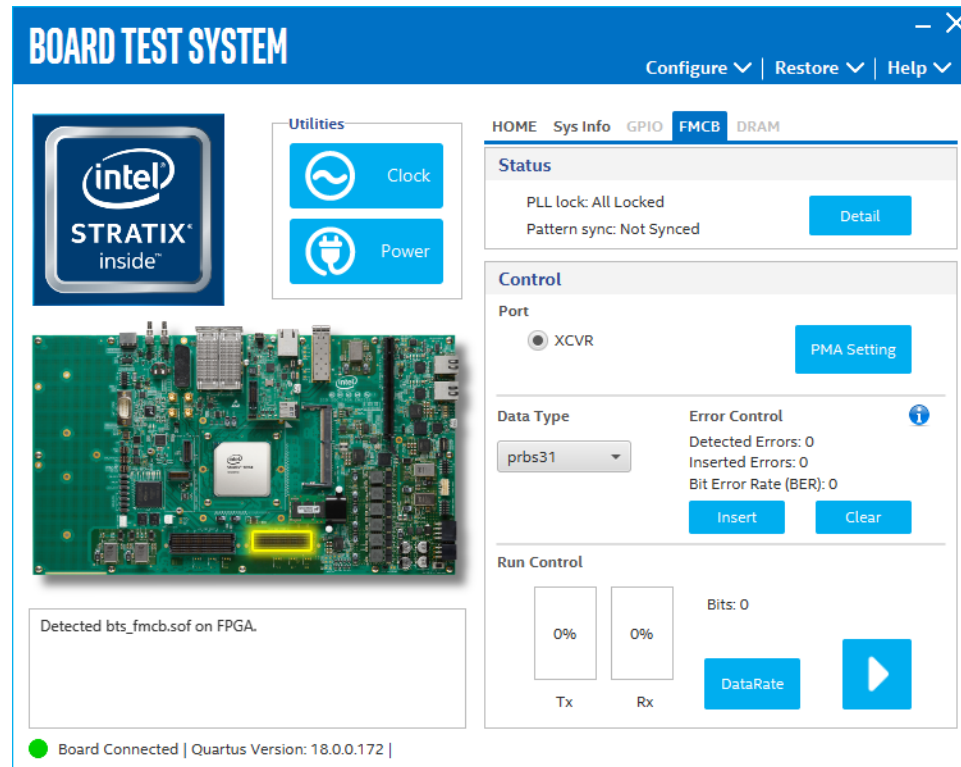 BOARD TEST SYSTEM
Configure | Restore | Help
intel
STRATIX
inside™
Utilities
Clock
Power
HOME Sys Info GPIO FMCB DRAM
Status
PLL lock: All Locked
Pattern sync: Not Synced
Detail
Control
Port
XCVR
PMA Setting
Data Type
prbs31
Error Control
Detected Errors: 0
Inserted Errors: 0
Bit Error Rate (BER): 0
Insert
Clear
Run Control
0%
0%
Tx
Rx
Bits: 0
DataRate
Detected bts_fmcb.sof on FPGA.
Board Connected | Quartus Version: 18.0.0.172 |